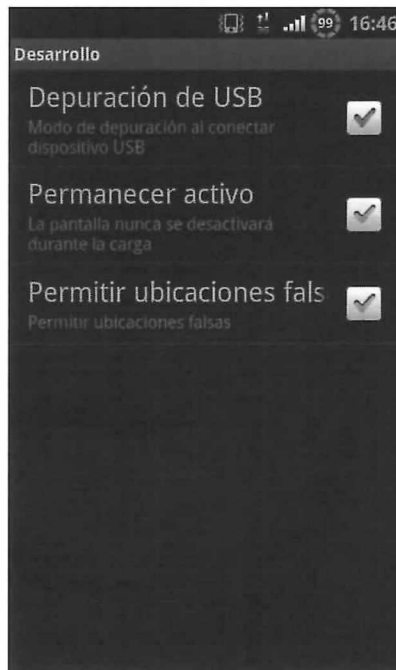 99 16:46
Desarrollo
Depuración de USB
Modo de depuración al conectar
dispositivo USB
Permanecer activo
La pantalla nunca se desactivará
durante la carga
Permitir ubicaciones fals
Permitir ubicaciones falsas